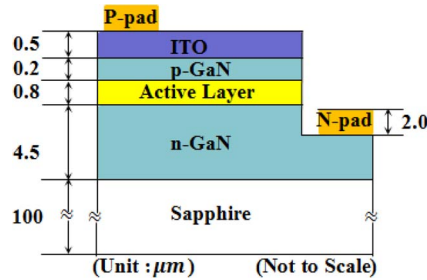 P-pad
0.5
ITO
0.2
p-GaN
0.8
Active Layer
N-pad
2.0
4.5
n-GaN
100
Sapphire
(Unit : μm)
(Not to Scale)